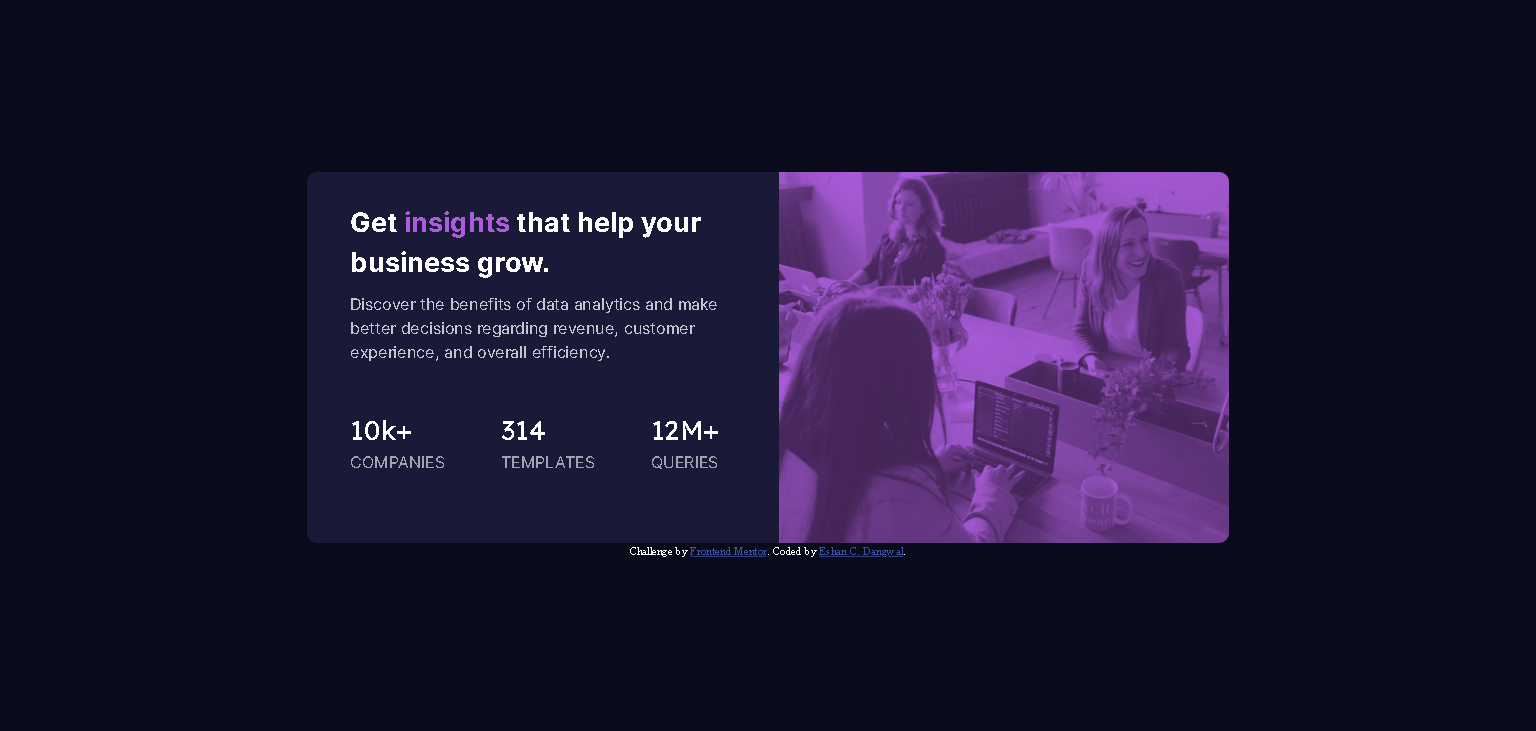 Get insights that help your
business grow.
Discover the benefits of data analytics and make
better decisions regarding revenue, customer
experience, and overall efficiency.
10k+ 314 12M+
COMPANIES TEMPLATES QUERIES
Challenge by Frontend Mentor. Coded by Eshan C. Dangwal.